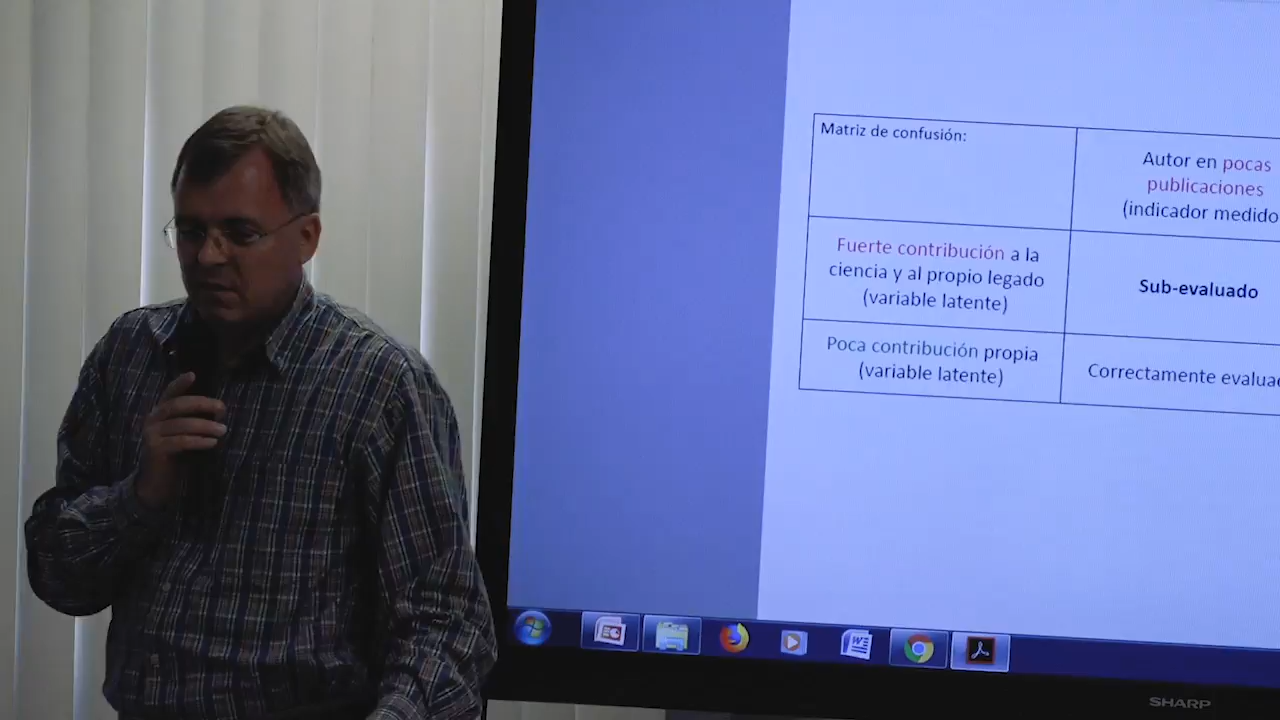 Matriz de confusión:
Autor en pocas
publicaciones
(indicador medido
Fuerte contribución a la
ciencia y al propio legado
(variable latente)
Sub-evaluado
Poca contribución propia
(variable latente)
Correctamente
SHARP